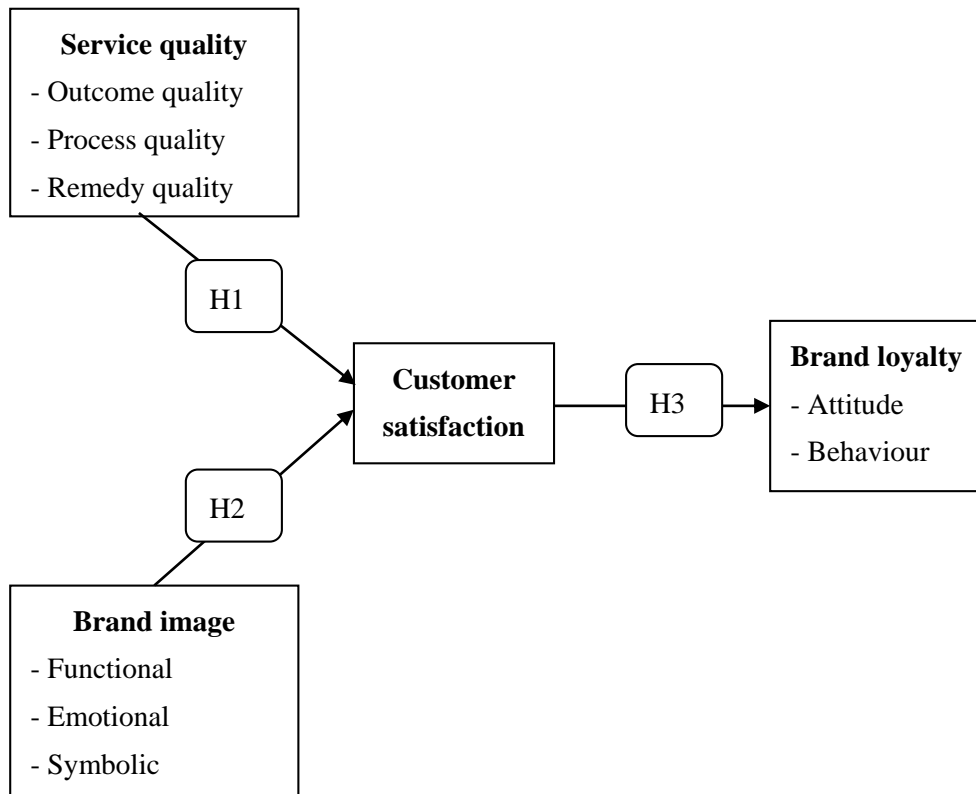 Service quality
- Outcome quality
- Process quality
- Remedy quality
H1
Customer
satisfaction
H3
Brand loyalty
- Attitude
- Behaviour
H2
Brand image
- Functional
- Emotional
- Symbolic